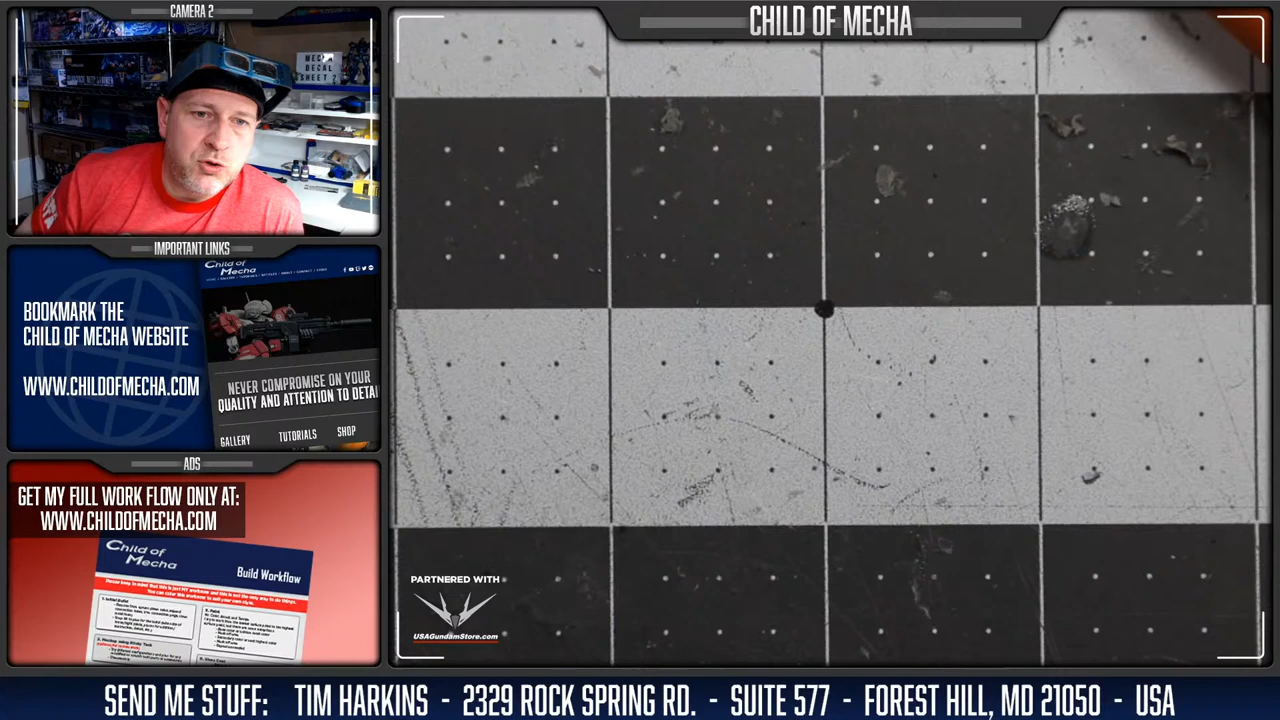 CAMERA 2
CHILD OF MECHA
DECAL
SHEET ?
IMPORTANT LINKS
BOOKMARK THE
CHILD OF MECHA WEBSITE
WWW.CHILDOFMECHA.COM
Child of
Mecha
NEVER COMPROMISE ON YOUR
QUALITY AND ATTENTION TO DETAI
GALLERY TUTORIALS SHOP
ADS
GET MY FULL WORK FLOW ONLY AT:
WWW.CHILDOFMECHA.COM
Child of
Mecha
Build Workflow
PARTNERED WITH
USAGundamStore.com
SEND ME STUFF: TIM HARKINS - 2329 ROCK SPRING RD. - SUITE 577 - FOREST HILL, MD 21050 - USA